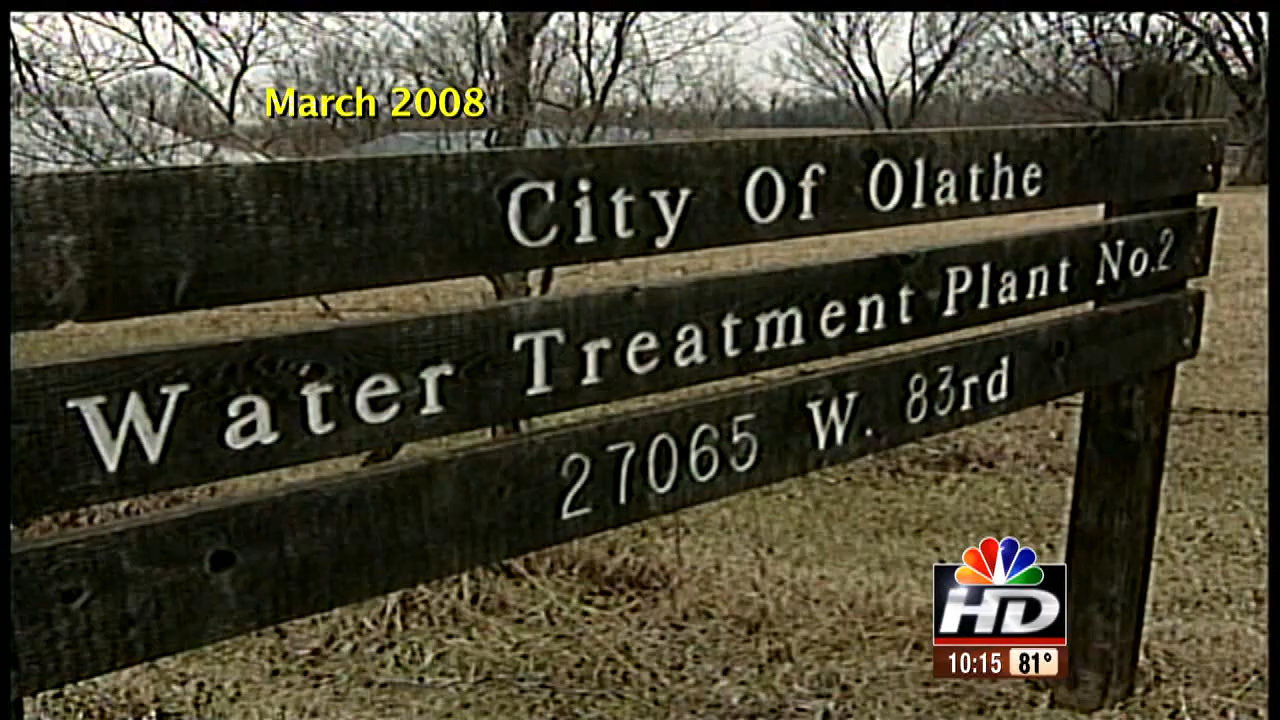 March 2008
City Of Olathe
Water Treatment Plant No.2
27065 W. 83rd
HD
10:15 81°